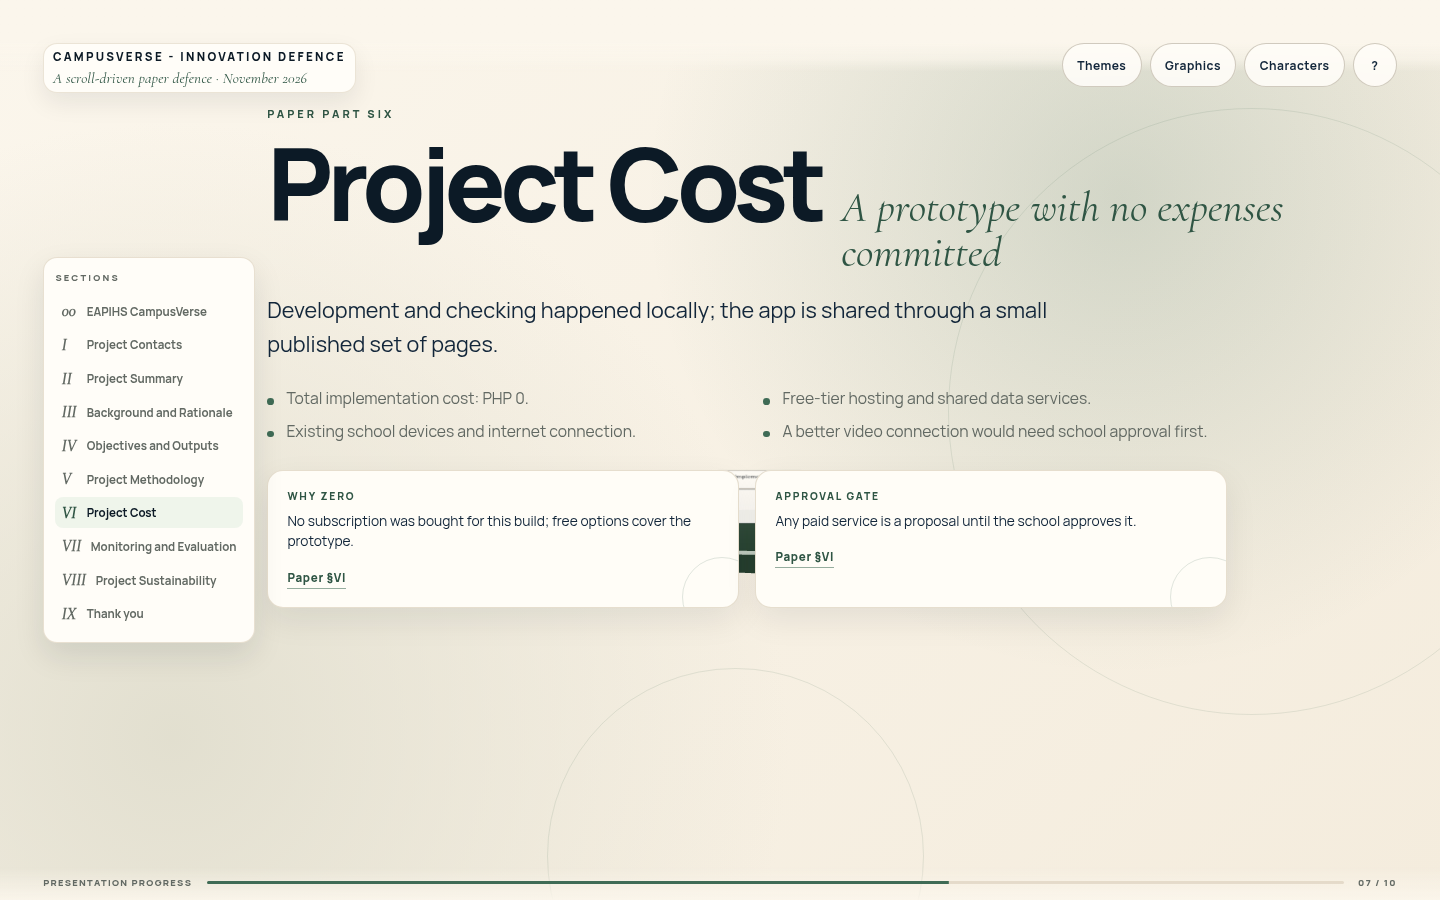 CAMPUSVERSE - INNOVATION DEFENCE
A scroll-driven paper defence · November 2026
Themes
Graphics
Characters
?
PAPER PART SIX
Project Cost
A prototype with no expenses
committed
SECTIONS
00 EAPIHS CampusVerse
I Project Contacts
II Project Summary
III Background and Rationale
IV Objectives and Outputs
V Project Methodology
VI Project Cost
VII Monitoring and Evaluation
VIII Project Sustainability
IX Thank you
Development and checking happened locally; the app is shared through a small
published set of pages.
Total implementation cost: PHP 0.
Free-tier hosting and shared data services.
Existing school devices and internet connection.
A better video connection would need school approval first.
WHY ZERO
No subscription was bought for this build; free options cover the
prototype.
Paper §VI
APPROVAL GATE
Any paid service is a proposal until the school approves it.
Paper §VI
PRESENTATION PROGRESS
07 / 10